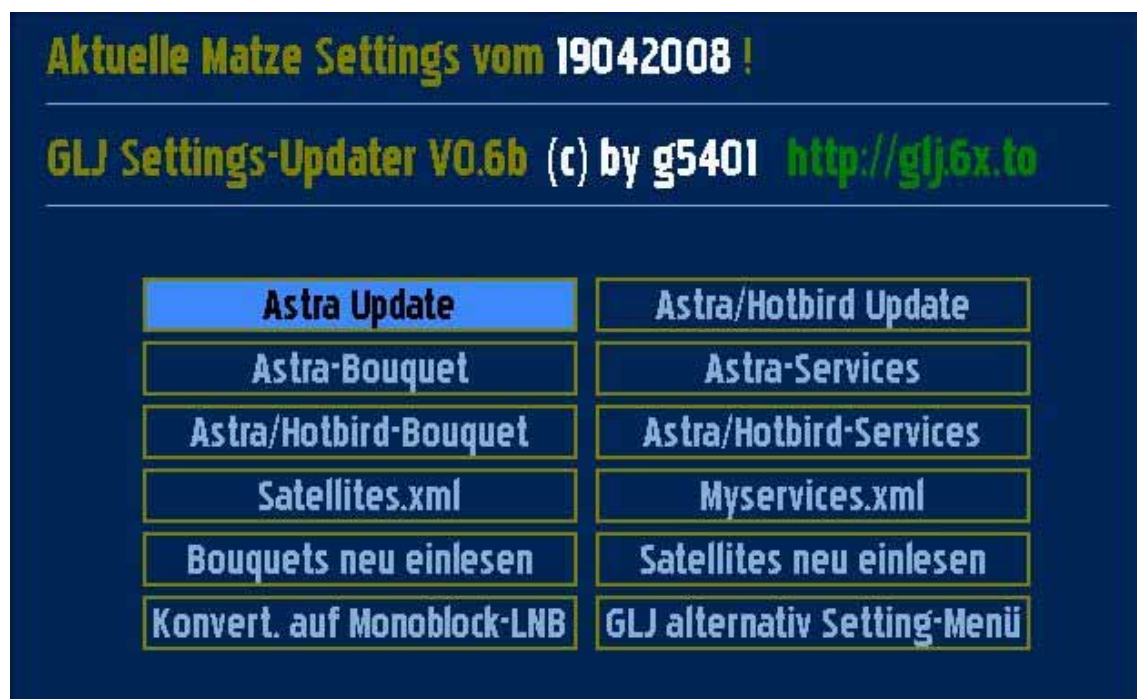 Aktuelle Matze Settings vom 19042008 !
GLJ Settings-Updater V0.6b (c) by g5401 http://glj.6x.to
Astra Update
Astra/Hotbird Update
Astra-Bouquet
Astra-Services
Astra/Hotbird-Bouquet
Astra/Hotbird-Services
Satellites.xml
Myservices.xml
Bouquets neu einlesen
Satellites neu einlesen
Konvert. auf Monoblock-LNB
GLJ alternativ Setting-Menü